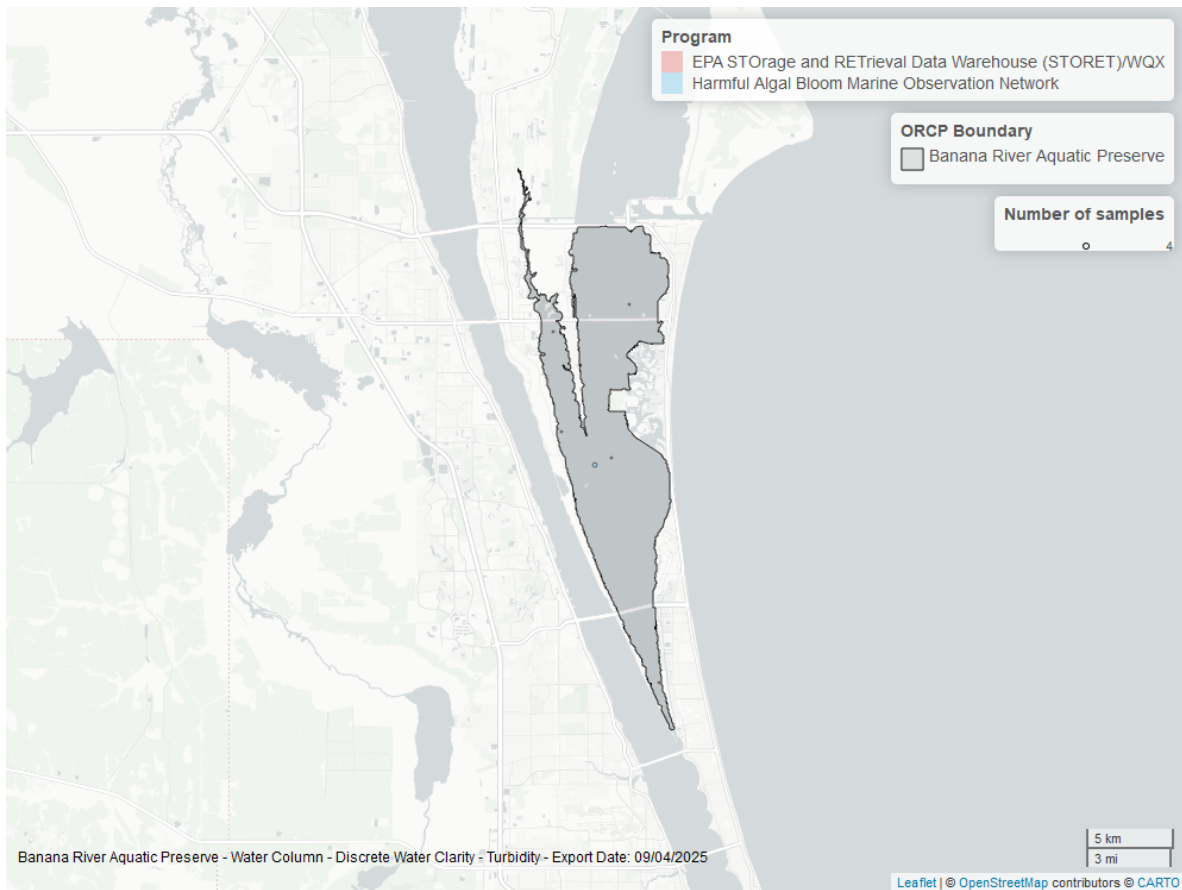 Program
EPA STOrage and RETrieval Data Warehouse (STORET)/WQX
Harmful Algal Bloom Marine Observation Network
ORCP Boundary
Banana River Aquatic Preserve
Number of samples
4
5 km
3 mi
Banana River Aquatic Preserve - Water Column - Discrete Water Clarity - Turbidity - Export Date: 09/04/2025
Leaflet | © OpenStreetMap contributors © CARTO